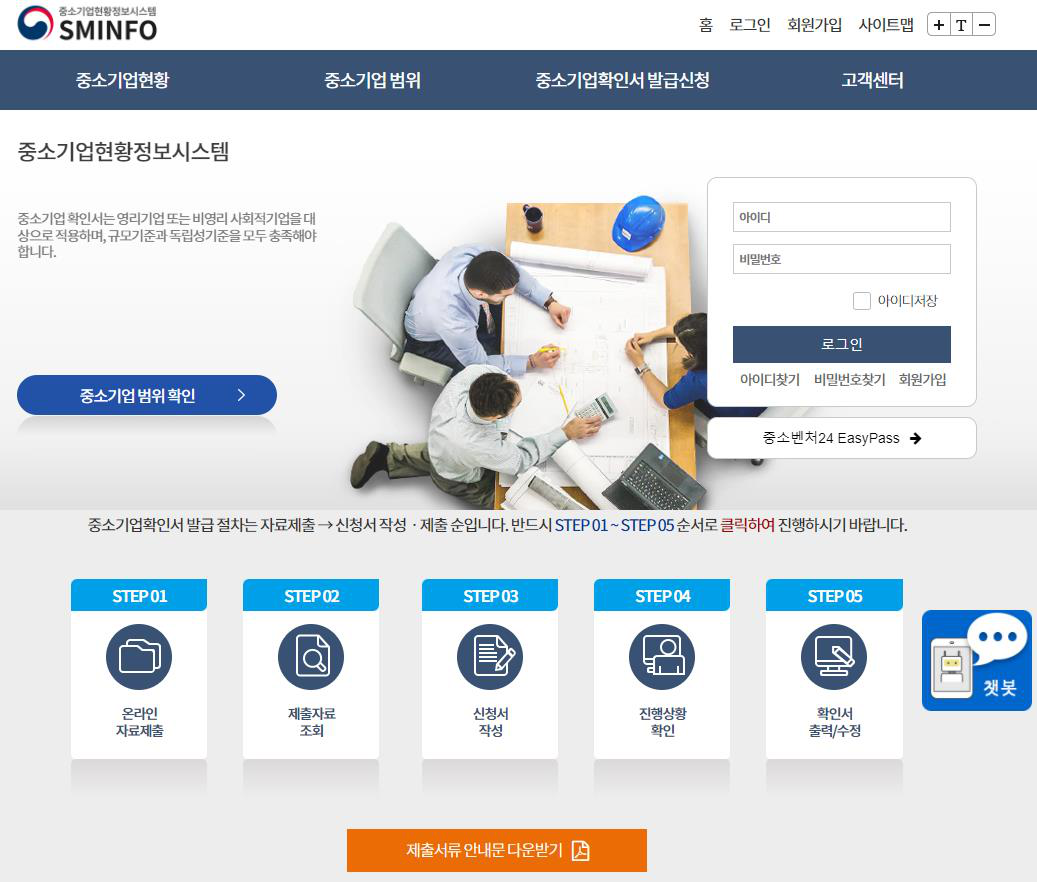 중소기업현황정보시스템
SMINFO
홈 로그인 회원가입 사이트맵 + T −
중소기업현황 중소기업 범위 중소기업확인서 발급신청 고객센터
중소기업현황정보시스템
중소기업 확인서는 영리기업 또는 비영리 사회적기업을 대
상으로 적용하며, 규모기준과 독립성기준을 모두 충족해야
합니다.
중소기업 범위 확인
아이디
비밀번호
아이디저장
로그인
아이디찾기 비밀번호찾기 회원가입
중소벤처24 EasyPass
중소기업확인서 발급 절차는 자료제출 → 신청서 작성 · 제출 순입니다. 반드시 STEP 01 ~ STEP 05 순서로 클릭하여 진행하시기 바랍니다.
STEP 01
온라인
자료제출
STEP 02
제출자료
조회
STEP 03
신청서
작성
STEP 04
진행상황
확인
STEP 05
확인서
출력/수정
챗봇
제출서류 안내문 다운받기